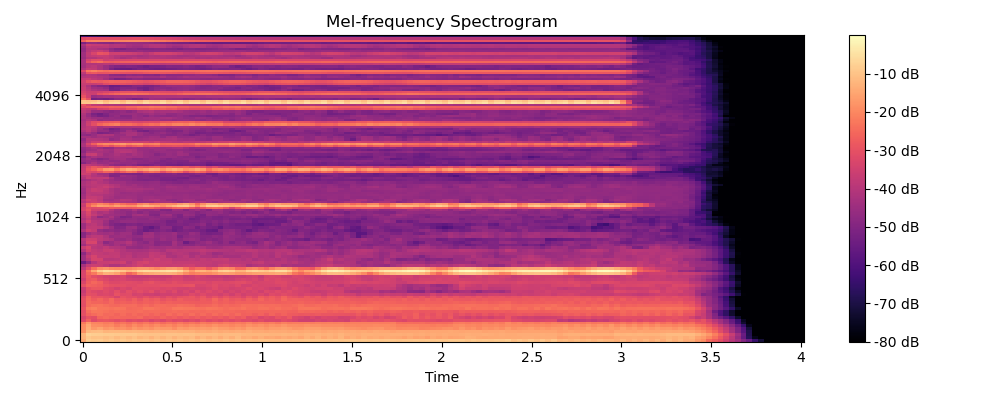 Mel-frequency Spectrogram
Hz
4096
2048
1024
512
0
0 0.5 1 1.5 2 2.5 3 3.5 4
Time
-10 dB
-20 dB
-30 dB
-40 dB
-50 dB
-60 dB
-70 dB
-80 dB